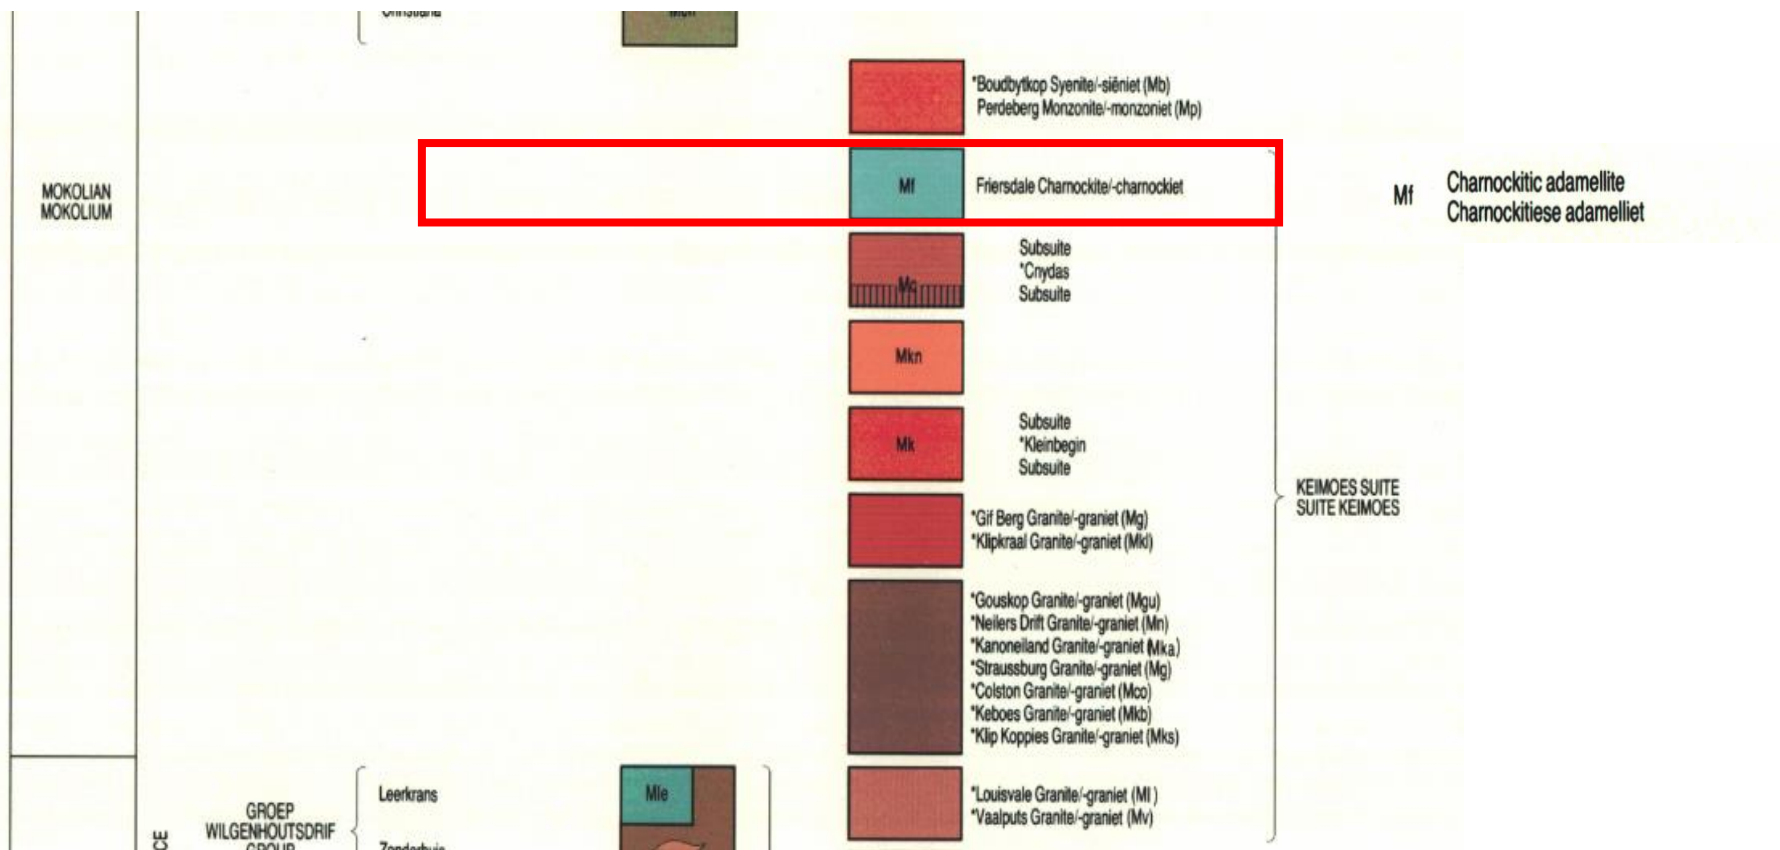 Christiana
*Boudbytkop Syenite/-siëniet (Mb)
Perdeberg Monzonite/-monzoniet (Mp)
MOKOLIAN
MOKOLIUM
Mf
Friersdale Charnockite/-charnockiet
Mf
Charnockitic adamellite
Charnockitiese adamelliet
Subsuite
*Cnydas
Subsuite
Mc
Mkn
Subsuite
*Kleinbegin
Subsuite
Mk
KEIMOES SUITE
SUITE KEIMOES
*Gif Berg Granite/-graniet (Mg)
*Klipkraal Granite/-graniet (Mkl)
*Gouskop Granite/-graniet (Mgu)
*Neilers Drift Granite/-graniet (Mn)
*Kanoneiland Granite/-graniet (Mka)
*Straussburg Granite/-graniet (Mg)
*Colston Granite/-graniet (Mco)
*Keboes Granite/-graniet (Mkb)
*Klip Koppies Granite/-graniet (Mks)
*Louisvale Granite/-graniet (Ml )
*Vaalputs Granite/-graniet (Mv)
Leerkrans
Mle
GROEP
WILGENHOUTSDRIF
GROUP
CE